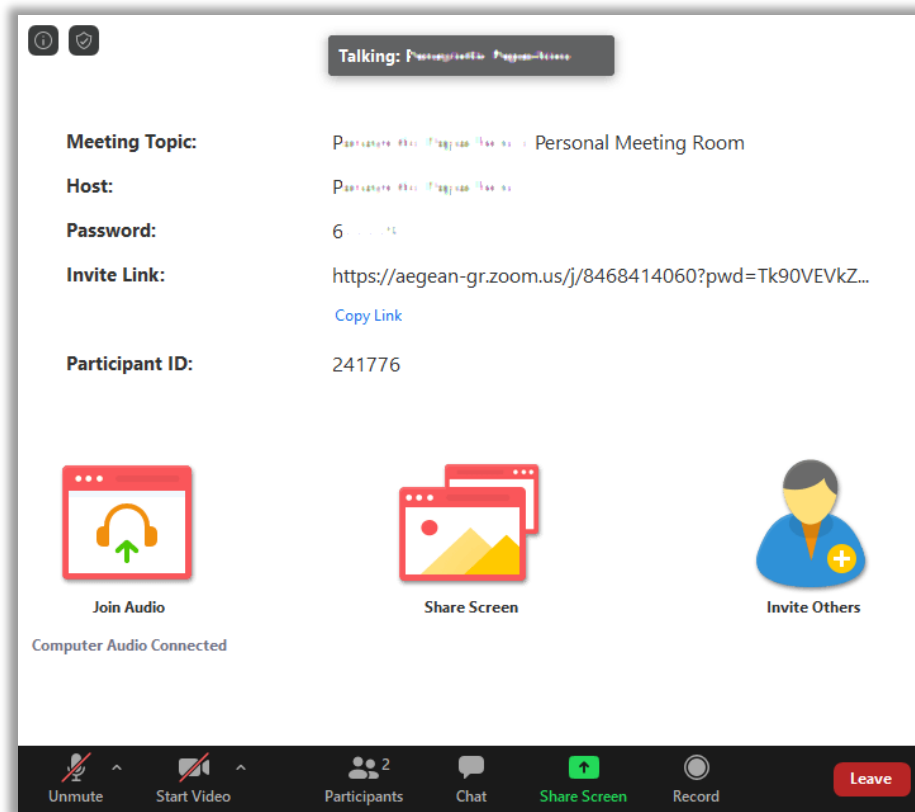 Talking:
Meeting Topic: Personal Meeting Room
Host:
Password: 6
Invite Link: https://aegean-gr.zoom.us/j/8468414060?pwd=Tk90VEVkZ...
Copy Link
Participant ID: 241776
Join Audio Share Screen Invite Others
Computer Audio Connected
2
Unmute Start Video Participants Chat Share Screen Record Leave